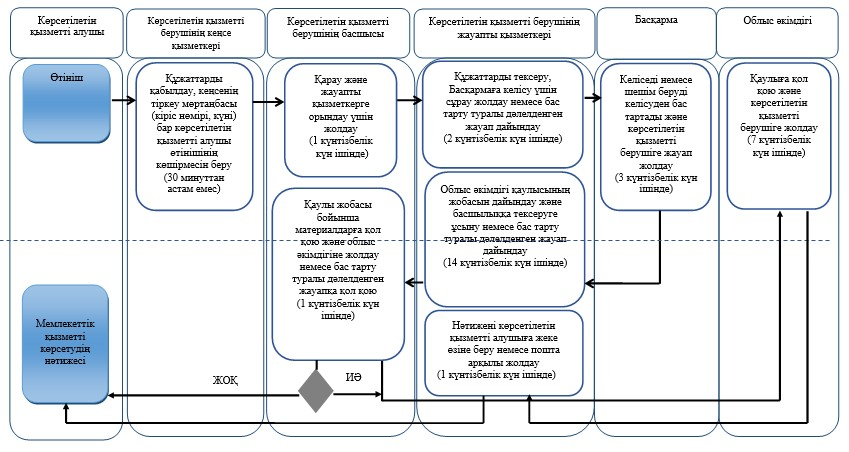 Көрсетілетін
қызметті алушы
Көрсетілетін қызметті
берушінің кеңсе
қызметкері
Көрсетілетін қызметті
берушінің басшысы
Көрсетілетін қызметті берушінің
жауапты қызметкері
Басқарма
Облыс әкімдігі
Өтініш
Құжаттарды
қабылдау, кеңсенің
тіркеу мөртаңбасы
(кіріс нөмірі, күні)
бар көрсетілетін
қызметті алушы
өтінішінің
көшірмесін беру
(30 минуттан
астам емес)
Қарау және
жауапты
қызметкерге
орындау үшін
жолдау
(1 күнтізбелік
күн ішінде)
Құжаттарды тексеру,
Басқармаға келісу үшін
сұрау жолдау немесе бас
тарту туралы дәлелденген
жауап дайындау
(2 күнтізбелік күн ішінде)
Келіседі немесе
шешім беруді
келісуден бас
тартады және
көрсетілетін
қызметті
берушіге жауап
жолдау
(3 күнтізбелік күн
ішінде)
Қаулыға қол
қою және
көрсетілетін
қызметті
берушіге жолдау
(7 күнтізбелік
күн ішінде)
Қаулы жобасы
бойынша
материалдарға қол
қою және облыс
әкімдігіне жолдау
немесе бас тарту
туралы дәлелденген
жауапқа қол қою
(1 күнтізбелік күн
ішінде)
Облыс әкімдігі қаулысының
жобасын дайындау және
басшылыққа тексеруге
ұсыну немесе бас тарту
туралы дәлелденген жауап
дайындау
(14 күнтізбелік күн ішінде)
Мемлекеттік
қызметті
көрсетудің
нәтижесі
Нәтижені көрсетілетін
қызметті алушыға жеке
өзіне беру немесе пошта
арқылы жолдау
(1 күнтізбелік күн ішінде)
ЖОҚ
ИӘ